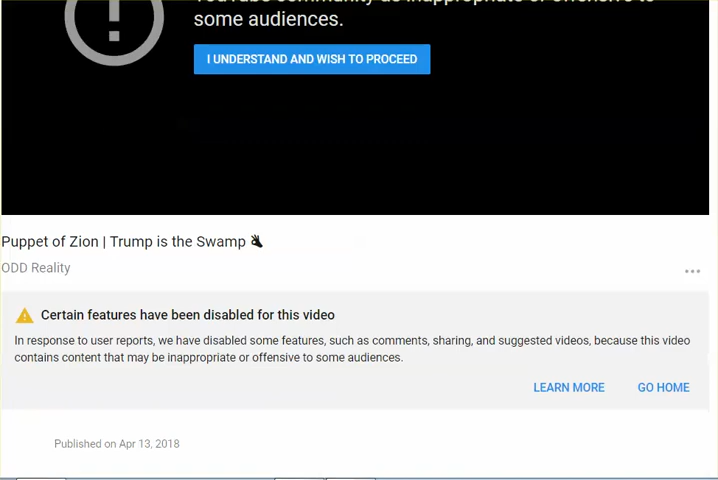 some audiences.
I UNDERSTAND AND WISH TO PROCEED
Puppet of Zion | Trump is the Swamp
ODD Reality
Certain features have been disabled for this video
In response to user reports, we have disabled some features, such as comments, sharing, and suggested videos, because this video
contains content that may be inappropriate or offensive to some audiences.
LEARN MORE GO HOME
Published on Apr 13, 2018